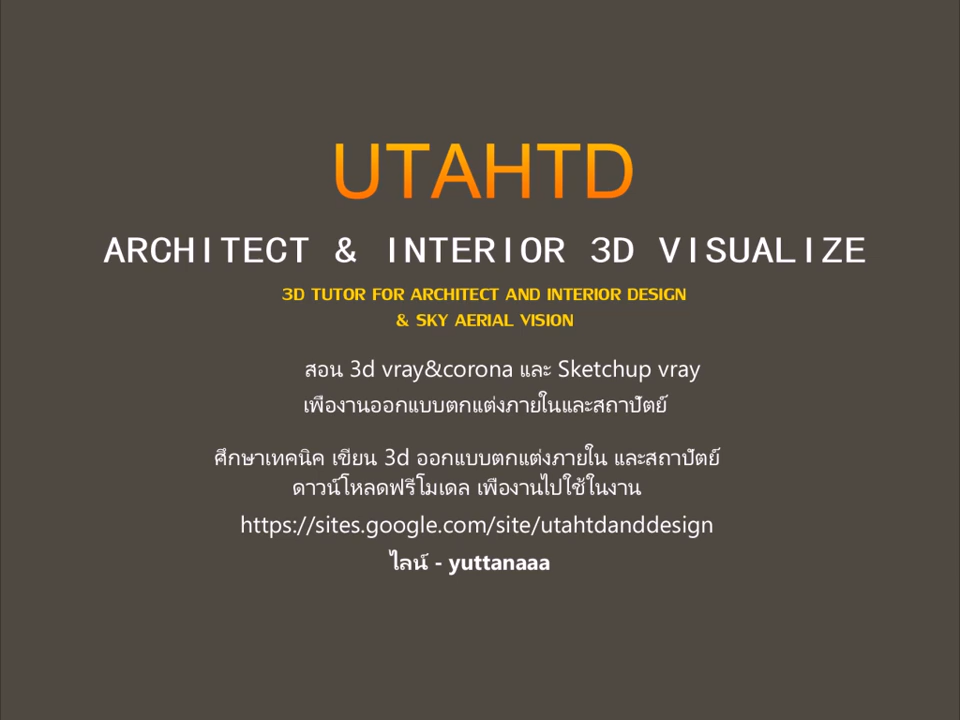 UTAHTD
ARCHITECT & INTERIOR 3D VISUALIZE
3D TUTOR FOR ARCHITECT AND INTERIOR DESIGN
& SKY AERIAL VISION
สอน 3d vray&corona และ Sketchup vray
เพืองานออกแบบตกแต่งภายในและสถาปัตย์
ศึกษาเทคนิค เขียน 3d ออกแบบตกแต่งภายใน และสถาปัตย์
ดาวน์โหลดฟรีโมเดล เพืองานไปใช้ในงาน
https://sites.google.com/site/utahtdanddesign
ไลน์ - yuttanaaa